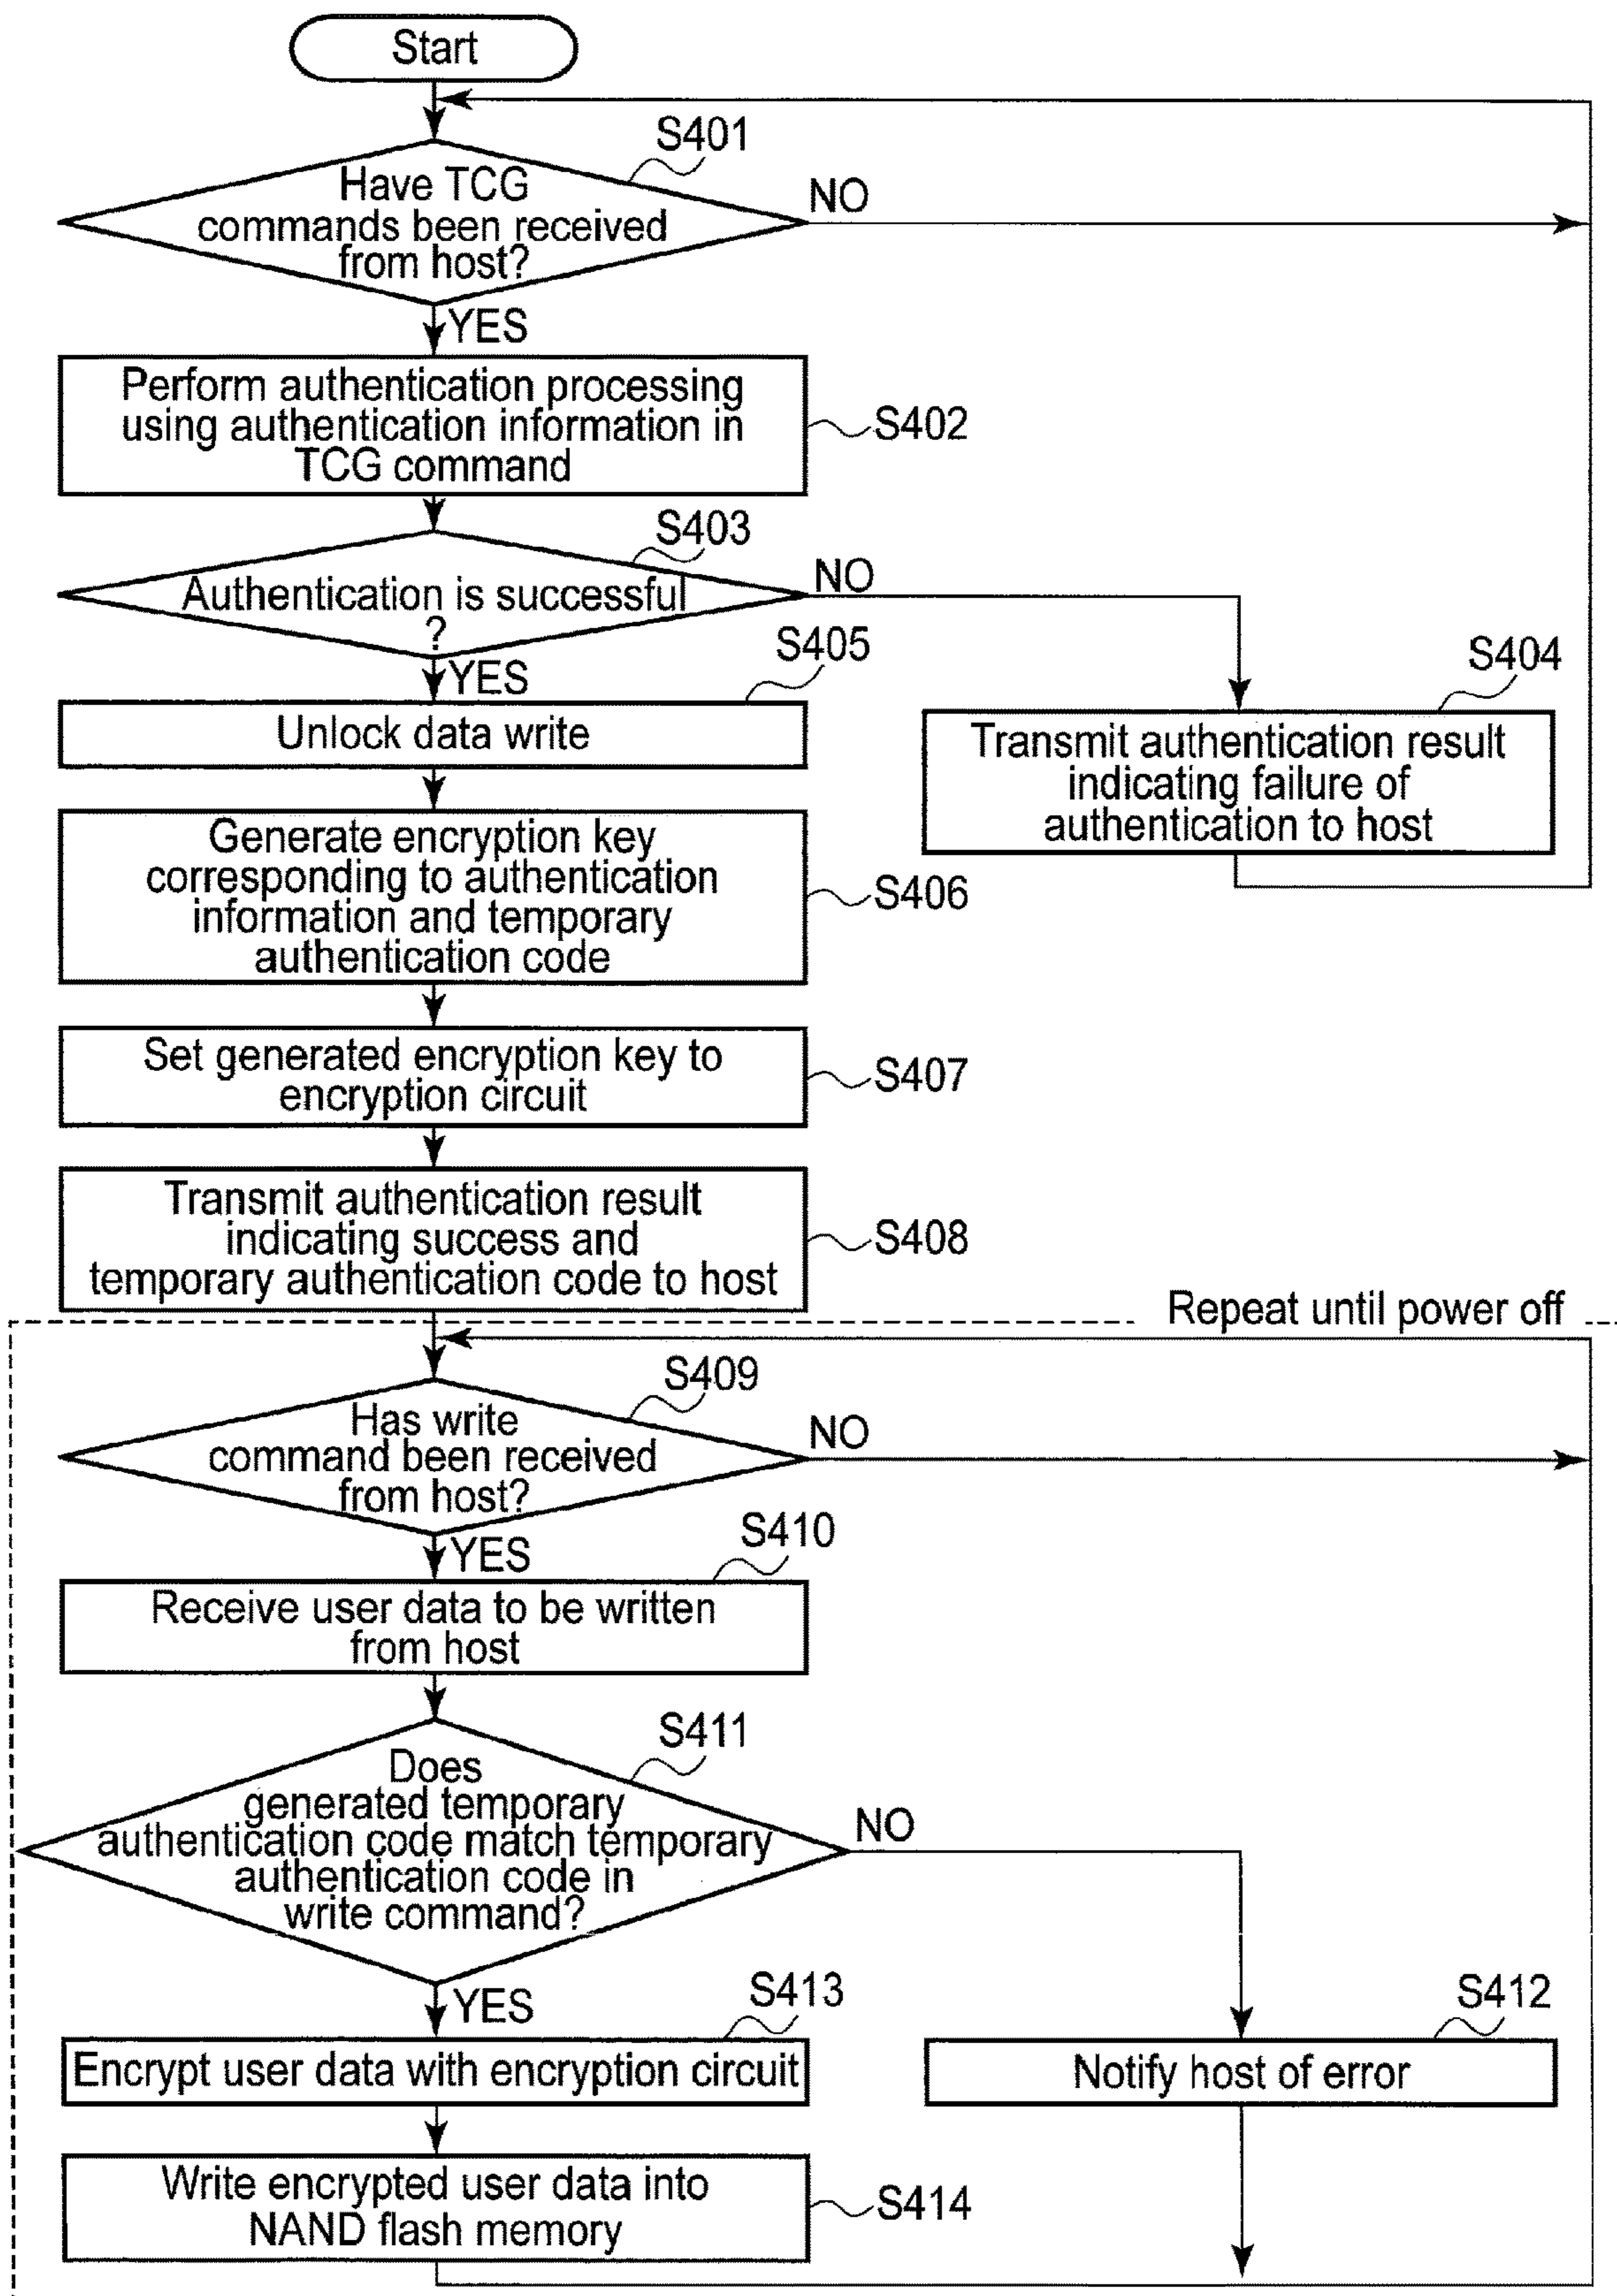 Start
S401
Have TCG
commands been received
from host?
NO
YES
Perform authentication processing
using authentication information in
TCG command
S402
S403
Authentication is successful
?
NO
YES
S405
Unlock data write
S404
Transmit authentication result
indicating failure of
authentication to host
Generate encryption key
corresponding to authentication
information and temporary
authentication code
S406
Set generated encryption key to
encryption circuit
S407
Transmit authentication result
indicating success and
temporary authentication code to host
S408
Repeat until power off
S409
Has write
command been received
from host?
NO
YES
S410
Receive user data to be written
from host
S411
Does
generated temporary
authentication code match temporary
authentication code in
write command?
NO
YES
S413
Encrypt user data with encryption circuit
S412
Notify host of error
Write encrypted user data into
NAND flash memory
S414